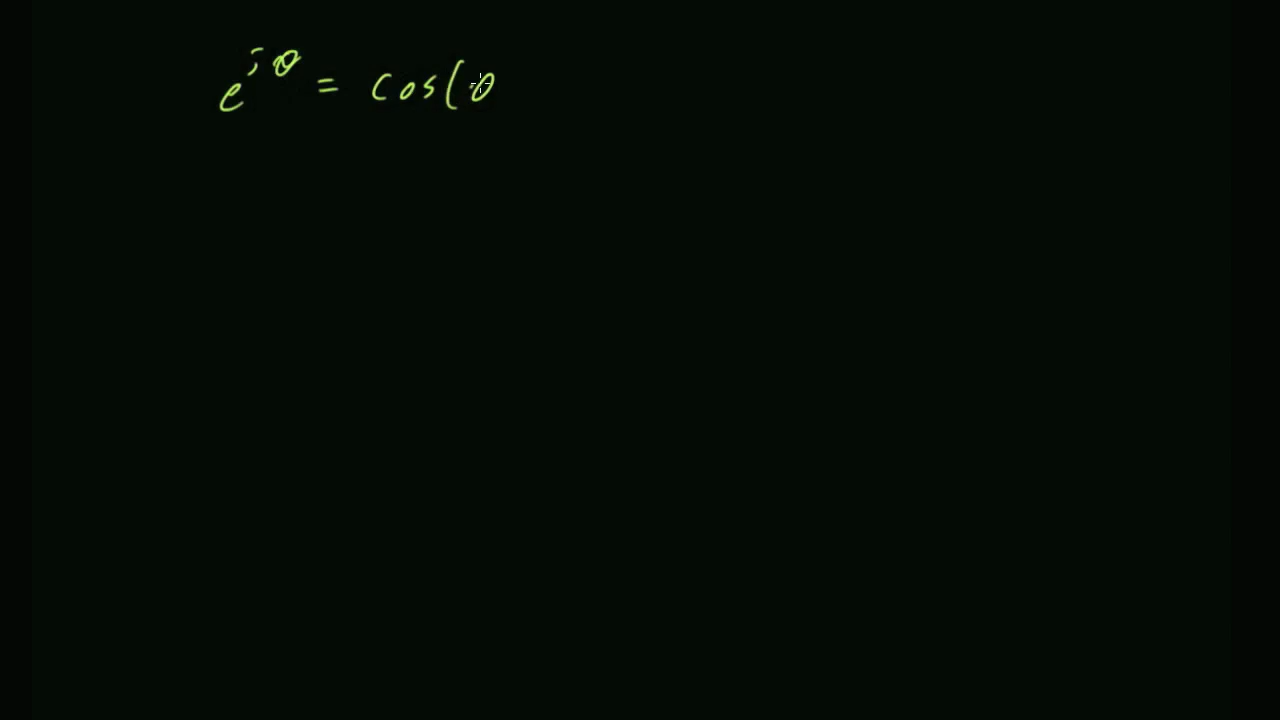 e^{iθ} = cos(θ